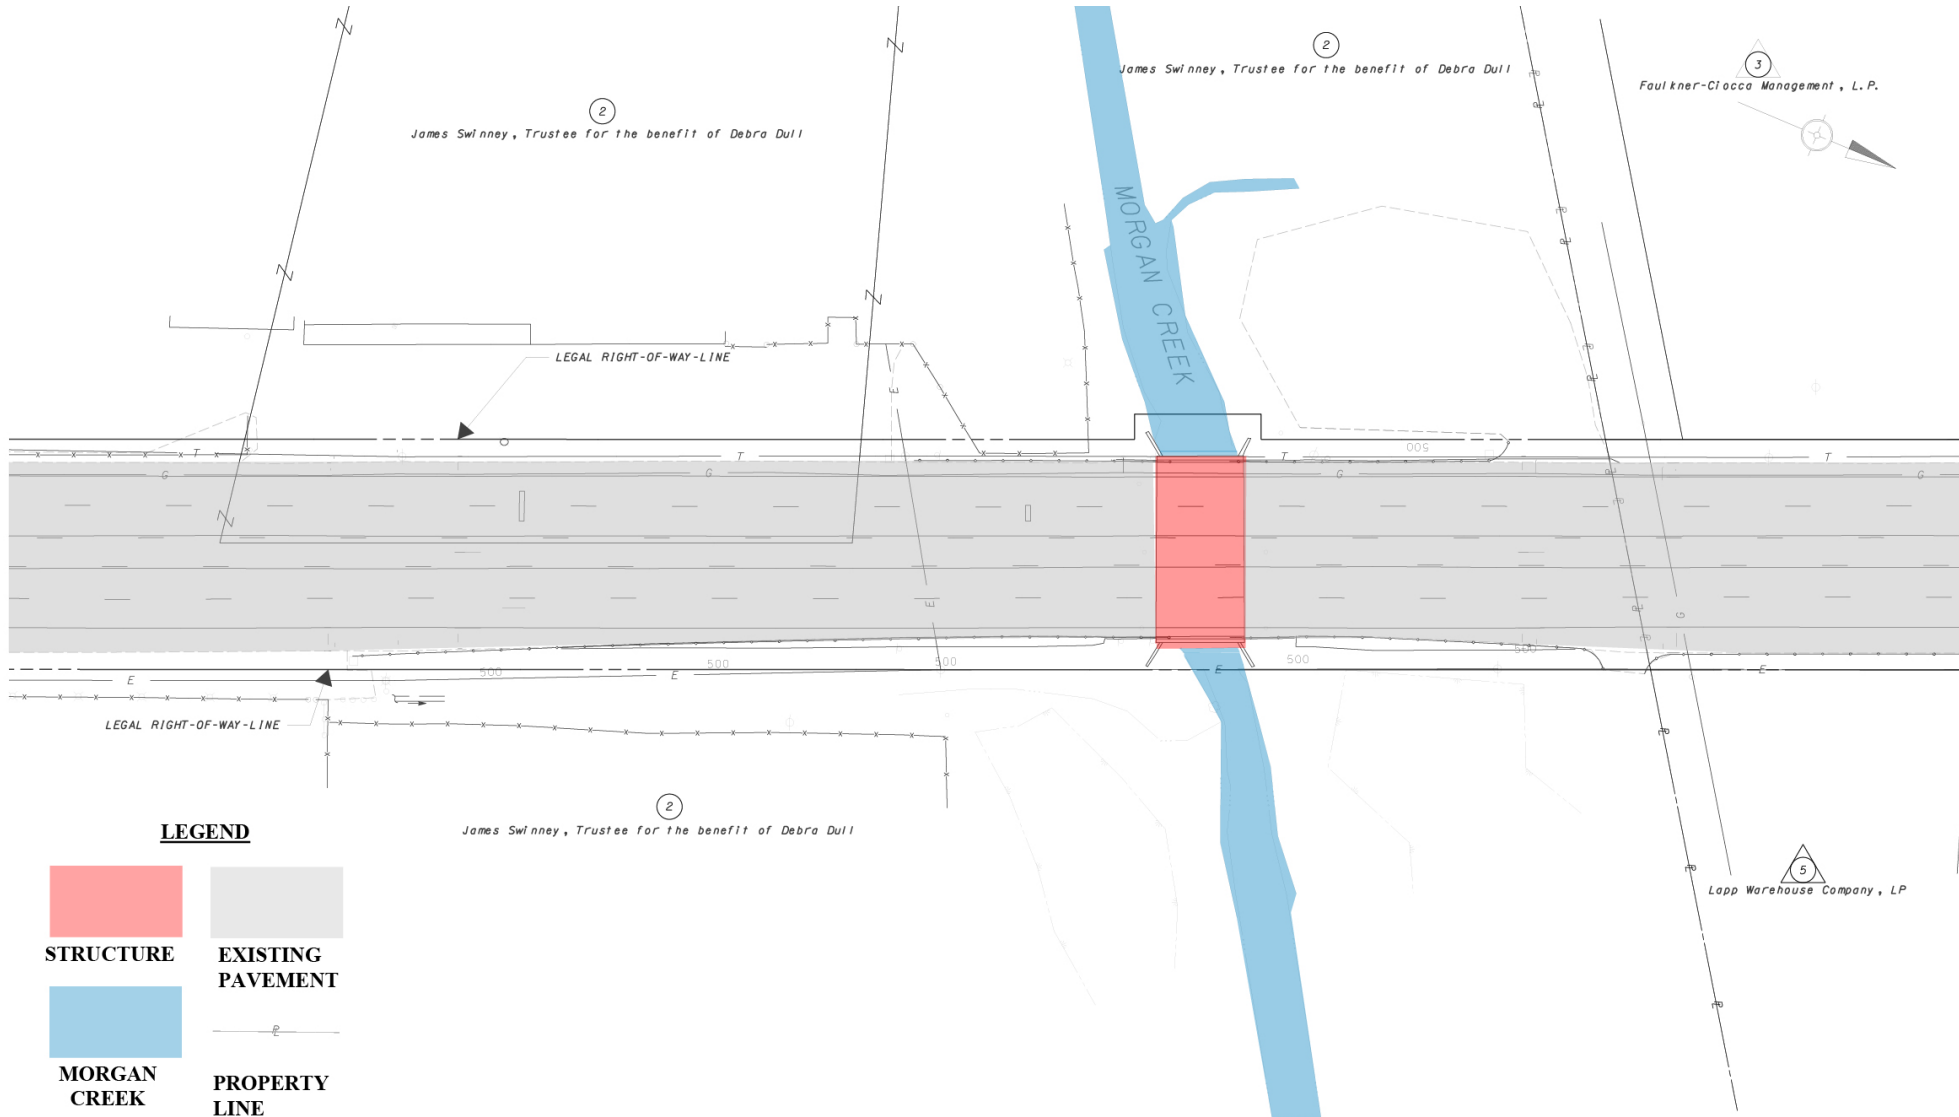 2
James Swinney, Trustee for the benefit of Debra Dull
2
James Swinney, Trustee for the benefit of Debra Dull
3
Faulkner-Ciocca Management, L.P.
MORGAN CREEK
LEGAL RIGHT-OF-WAY-LINE
E
O
500
T
T
T
T
G
G
G
G
E
G
500
500
500
500
500
E
E
E
E
LEGAL RIGHT-OF-WAY-LINE
2
James Swinney, Trustee for the benefit of Debra Dull
5
Lapp Warehouse Company, LP
LEGEND
STRUCTURE
EXISTING
PAVEMENT
MORGAN
CREEK
PROPERTY
LINE